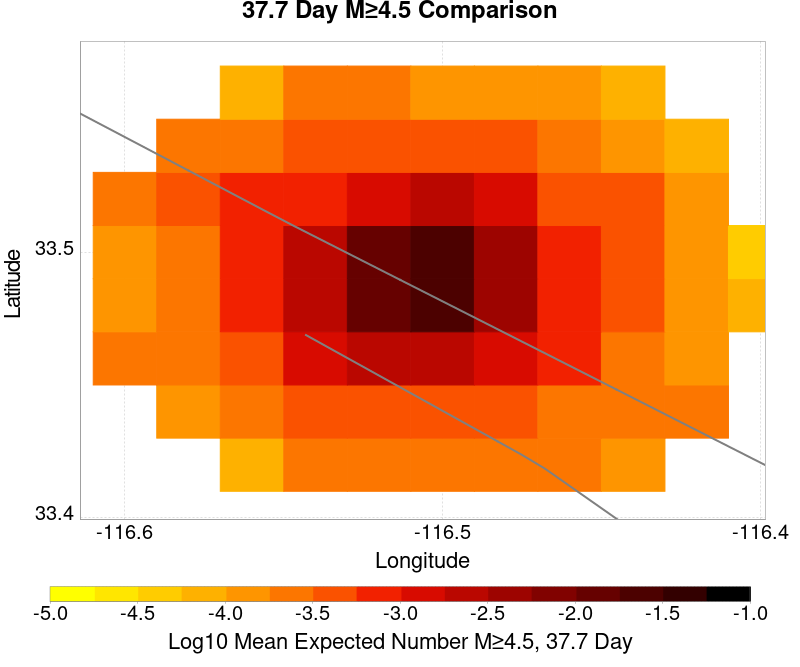 37.7 Day M≥4.5 Comparison
Latitude
33.5
33.4
-116.6 -116.5 -116.4
Longitude
-5.0 -4.5 -4.0 -3.5 -3.0 -2.5 -2.0 -1.5 -1.0
Log10 Mean Expected Number M≥4.5, 37.7 Day